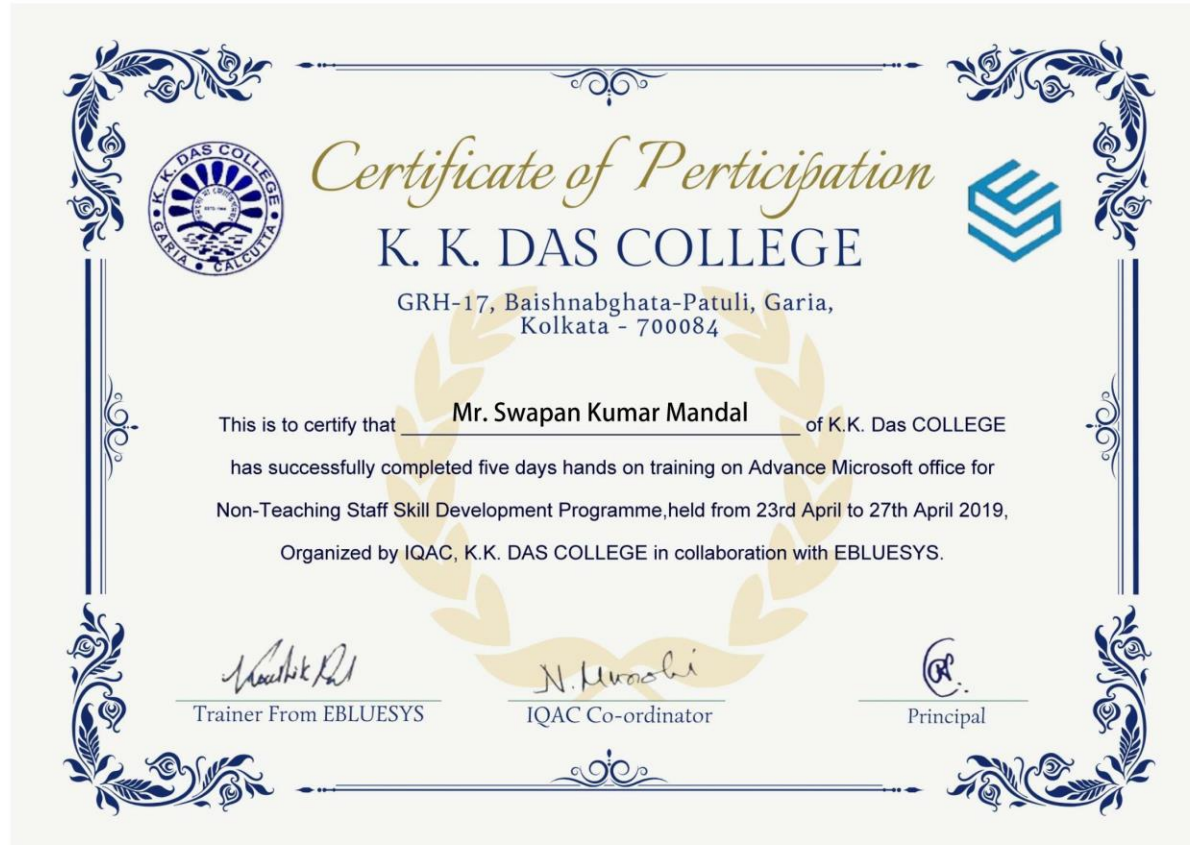 Certificate of Perticipation
K. K. DAS COLLEGE
K. K. DAS COLLEGE
GARIA • CALCUTTA
GRH-17, Baishnabghata-Patuli, Garia,
Kolkata - 700084
This is to certify that Mr. Swapan Kumar Mandal of K.K. Das COLLEGE
has successfully completed five days hands on training on Advance Microsoft office for
Non-Teaching Staff Skill Development Programme,held from 23rd April to 27th April 2019,
Organized by IQAC, K.K. DAS COLLEGE in collaboration with EBLUESYS.
Trainer From EBLUESYS
IQAC Co-ordinator
Principal